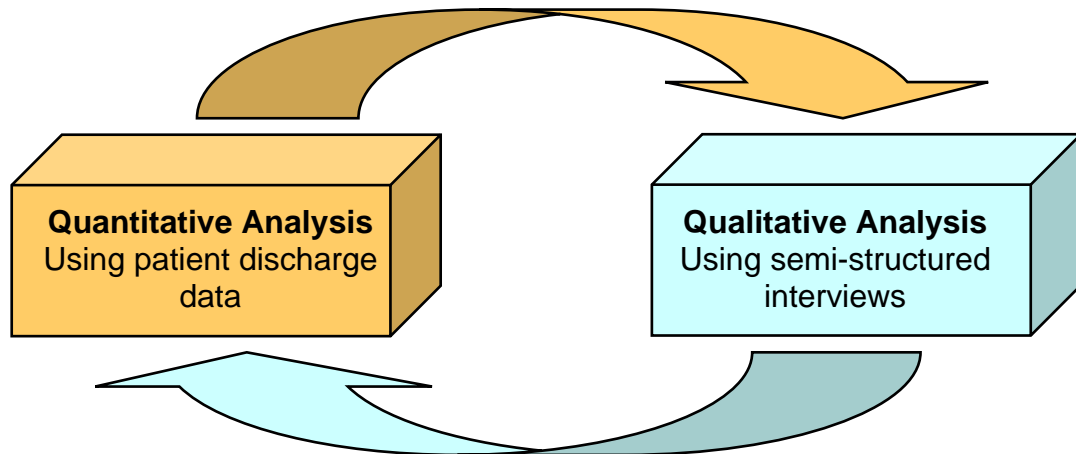 Quantitative Analysis
Using patient discharge
data
Qualitative Analysis
Using semi-structured
interviews